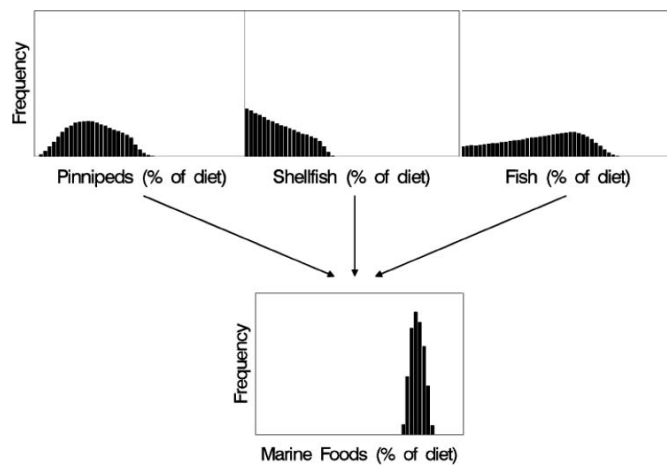 Frequency
Pinnipeds (% of diet)
Shellfish (% of diet)
Fish (% of diet)
Frequency
Marine Foods (% of diet)